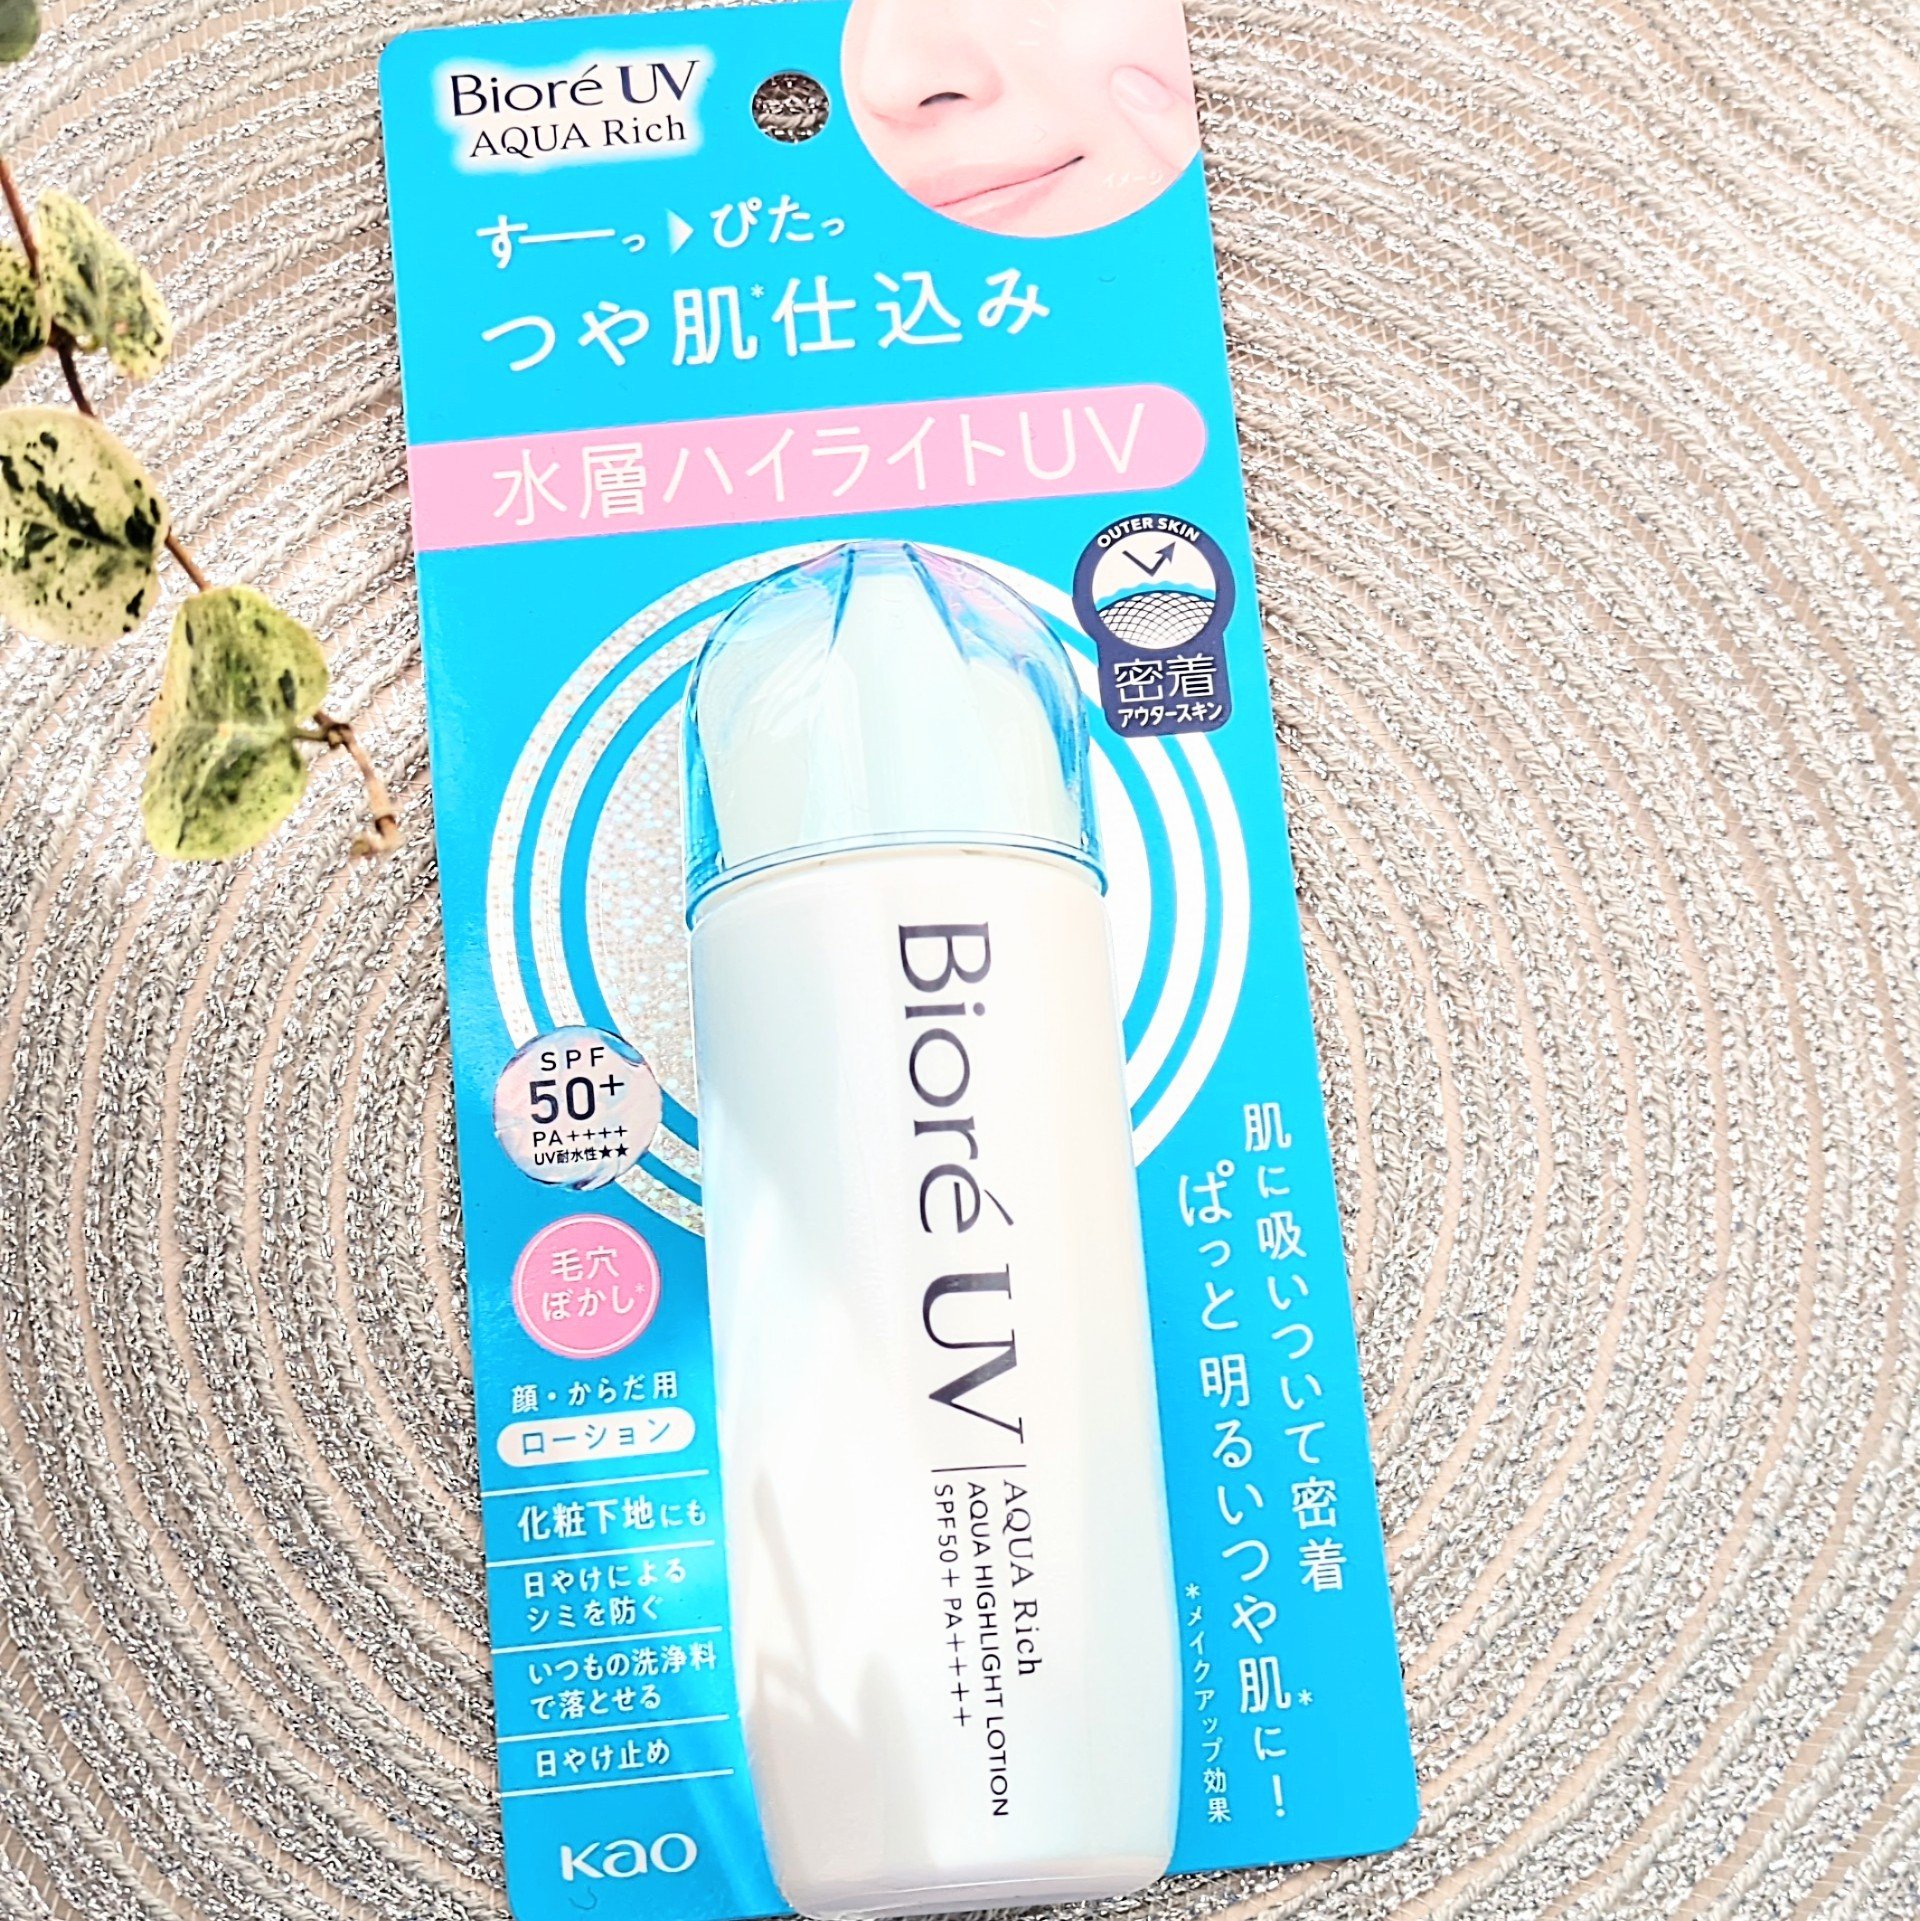 Bioré UV
AQUA Rich
イメージ
すーーっ▶ぴたっ
つや肌*仕込み
水層ハイライトUV
OUTER SKIN
密着
アウタースキン
SPF
50+
PA++++
UV耐水性★★
毛穴
ぼかし*
顔・からだ用
ローション
化粧下地にも
日やけによる
シミを防ぐ
いつもの洗浄料
で落とせる
日やけ止め
Kao
Bioré UV
AQUA Rich
AQUA HIGHLIGHT LOTION
SPF50+ PA++++
肌に吸いついて密着
ぱっと明るいつや肌*に!
*メイクアップ効果